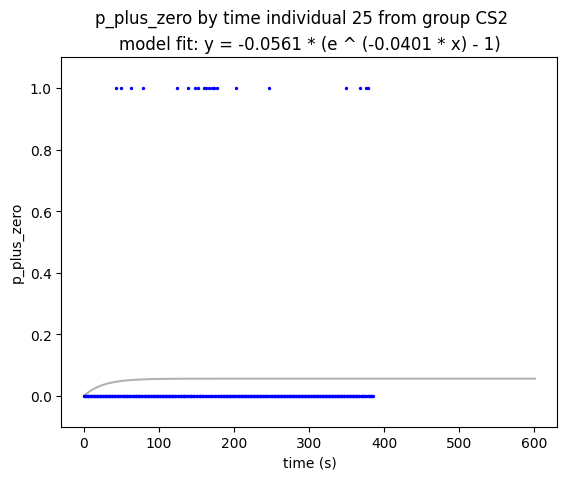 p_plus_zero by time individual 25 from group CS2
model fit: y = -0.0561 * (e ^ (-0.0401 * x) - 1)
1.0
0.8
0.6
0.4
0.2
0.0
p_plus_zero
0 100 200 300 400 500 600
time (s)